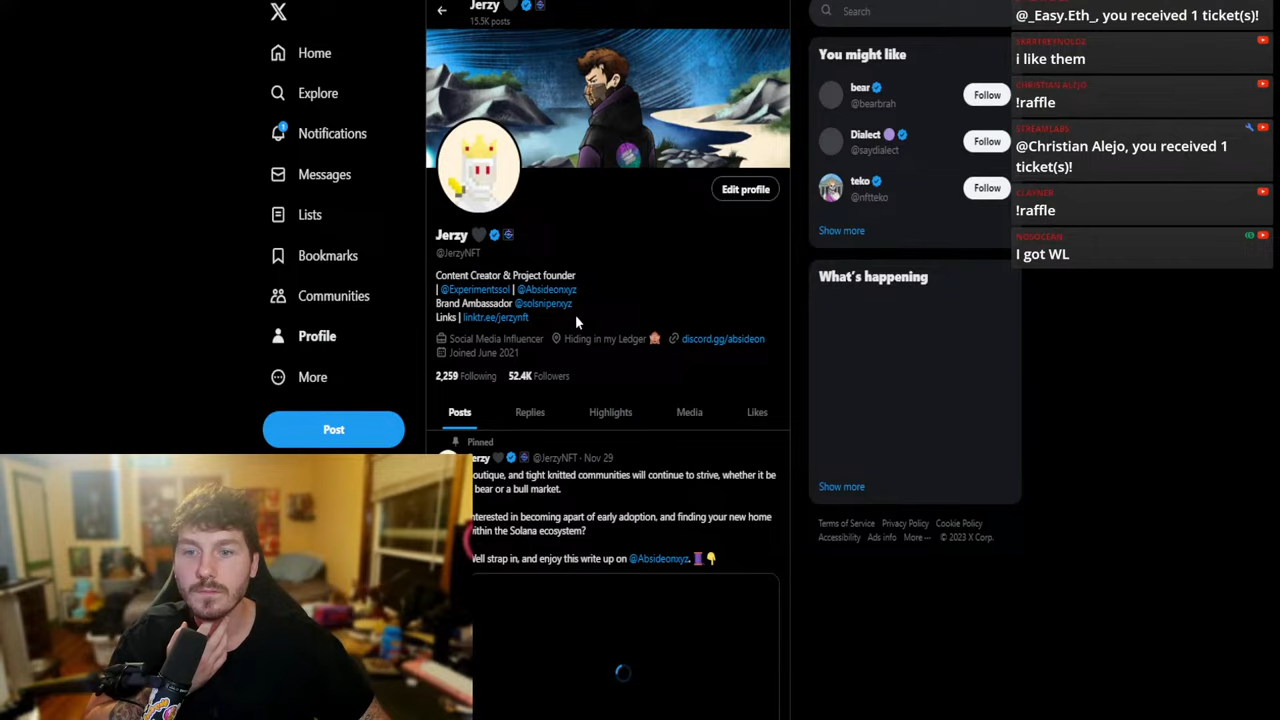 Home
Explore
1
Notifications
Messages
Lists
Bookmarks
Communities
Profile
More
Post
Jerzy
15.5K posts
Edit profile
Jerzy
@JerzyNFT
Content Creator & Project founder
| @Experimentssol | @Absideonxyz
Brand Ambassador @solsniperxyz
Links | linktr.ee/jerzynft
Social Media Influencer Hiding in my Ledger discord.gg/absideon
Joined June 2021
2,259 Following 52.4K Followers
Posts Replies Highlights Media Likes
Pinned
@JerzyNFT · Nov 29
and tight knitted communities will continue to strive, whether it be
bear or a bull market.
in becoming apart of early adoption, and finding your new home
the Solana ecosystem?
strap in, and enjoy this write up on @Absideonxyz.
Search
You might like
bear
@bearbrah
Follow
Dialect
@saydialect
Follow
teko
@nftteko
Follow
Show more
What's happening
Show more
Terms of Service Privacy Policy Cookie Policy
Accessibility Ads info More ··· © 2023 X Corp.
@_Easy.Eth_, you received 1 ticket(s)!
i like them
CHRISTIAN ALEJO
!raffle
STREAMLABS
@Christian Alejo, you received 1
ticket(s)!
CLAYNER
!raffle
NOSOCEAN
I got WL